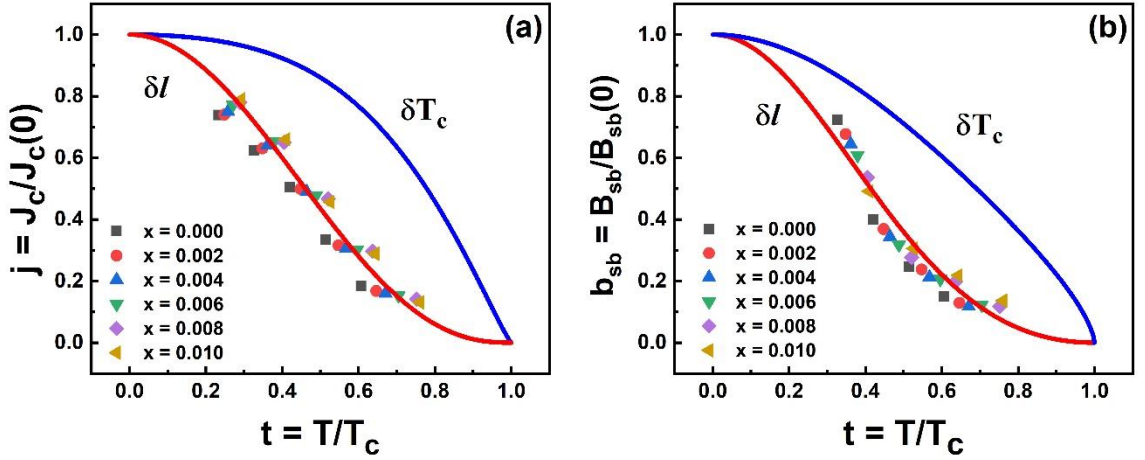 (a)
j = J_c/J_c(0)
1.0
0.8
0.6
0.4
0.2
0.0
δl
δT_c
x = 0.000
x = 0.002
x = 0.004
x = 0.006
x = 0.008
x = 0.010
0.0 0.2 0.4 0.6 0.8 1.0
t = T/T_c
(b)
b_sb = B_sb/B_sb(0)
1.0
0.8
0.6
0.4
0.2
0.0
δl
δT_c
x = 0.000
x = 0.002
x = 0.004
x = 0.006
x = 0.008
x = 0.010
0.0 0.2 0.4 0.6 0.8 1.0
t = T/T_c